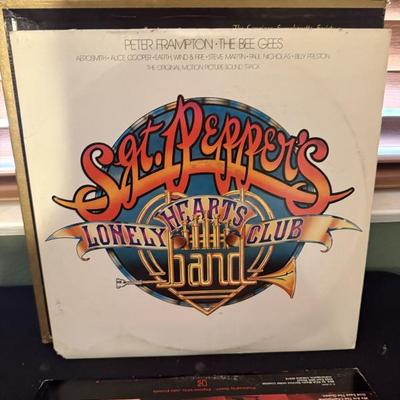 PETER FRAMPTON • THE BEE GEES
AEROSMITH • ALICE COOPER • EARTH, WIND & FIRE • STEVE MARTIN • PAUL NICHOLAS • BILLY PRESTON
THE ORIGINAL MOTION PICTURE SOUND TRACK
Sgt. Pepper's
HEARTS
LONELY CLUB
band